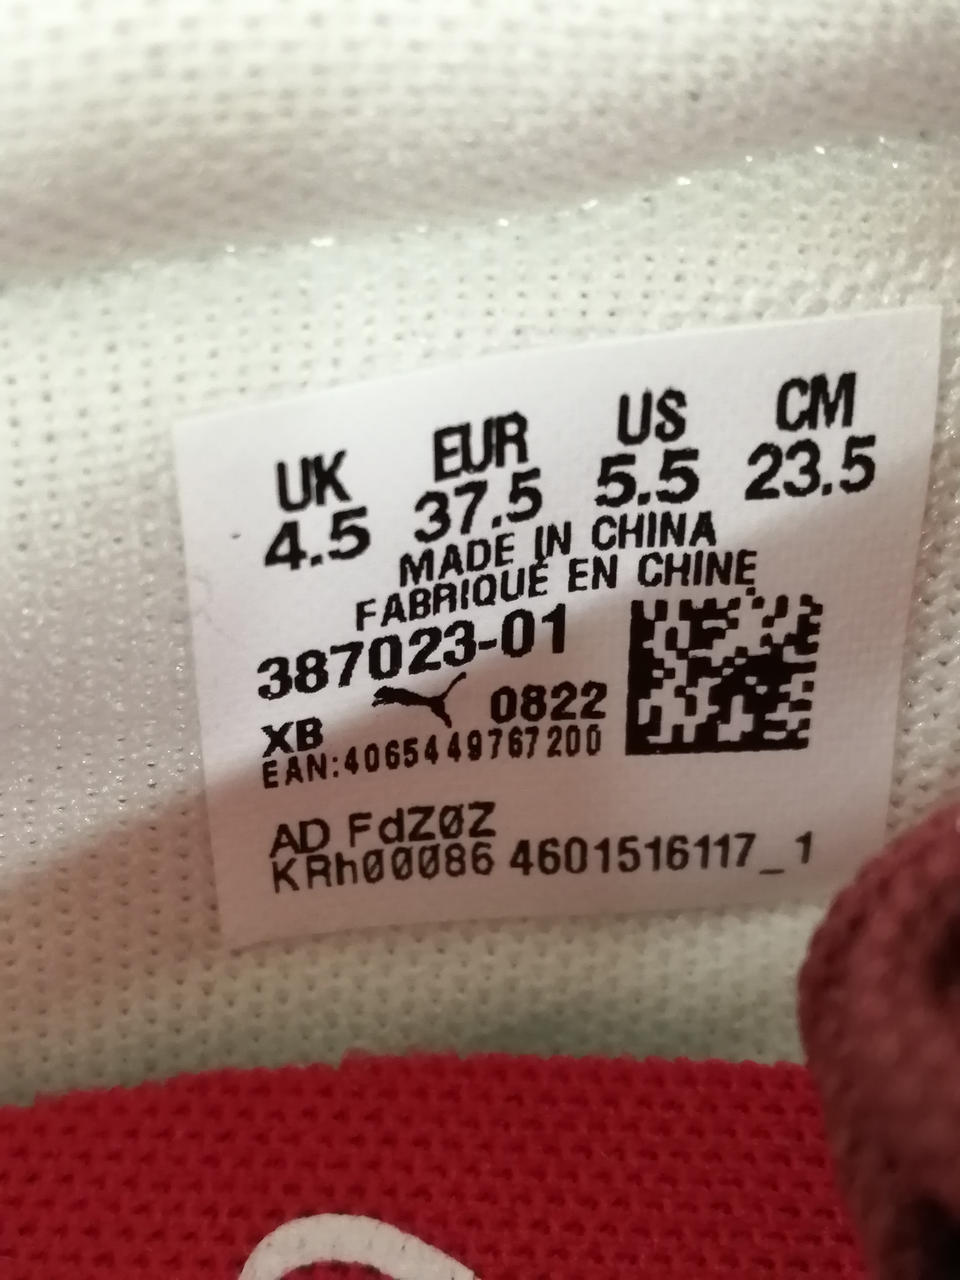 UK EUR US CM
4.5 37.5 5.5 23.5
MADE IN CHINA
FABRIQUÉ EN CHINE
387023-01
XB 0822
EAN:4065449767200
AD FdZ0Z
KRh00086 4601516117_1